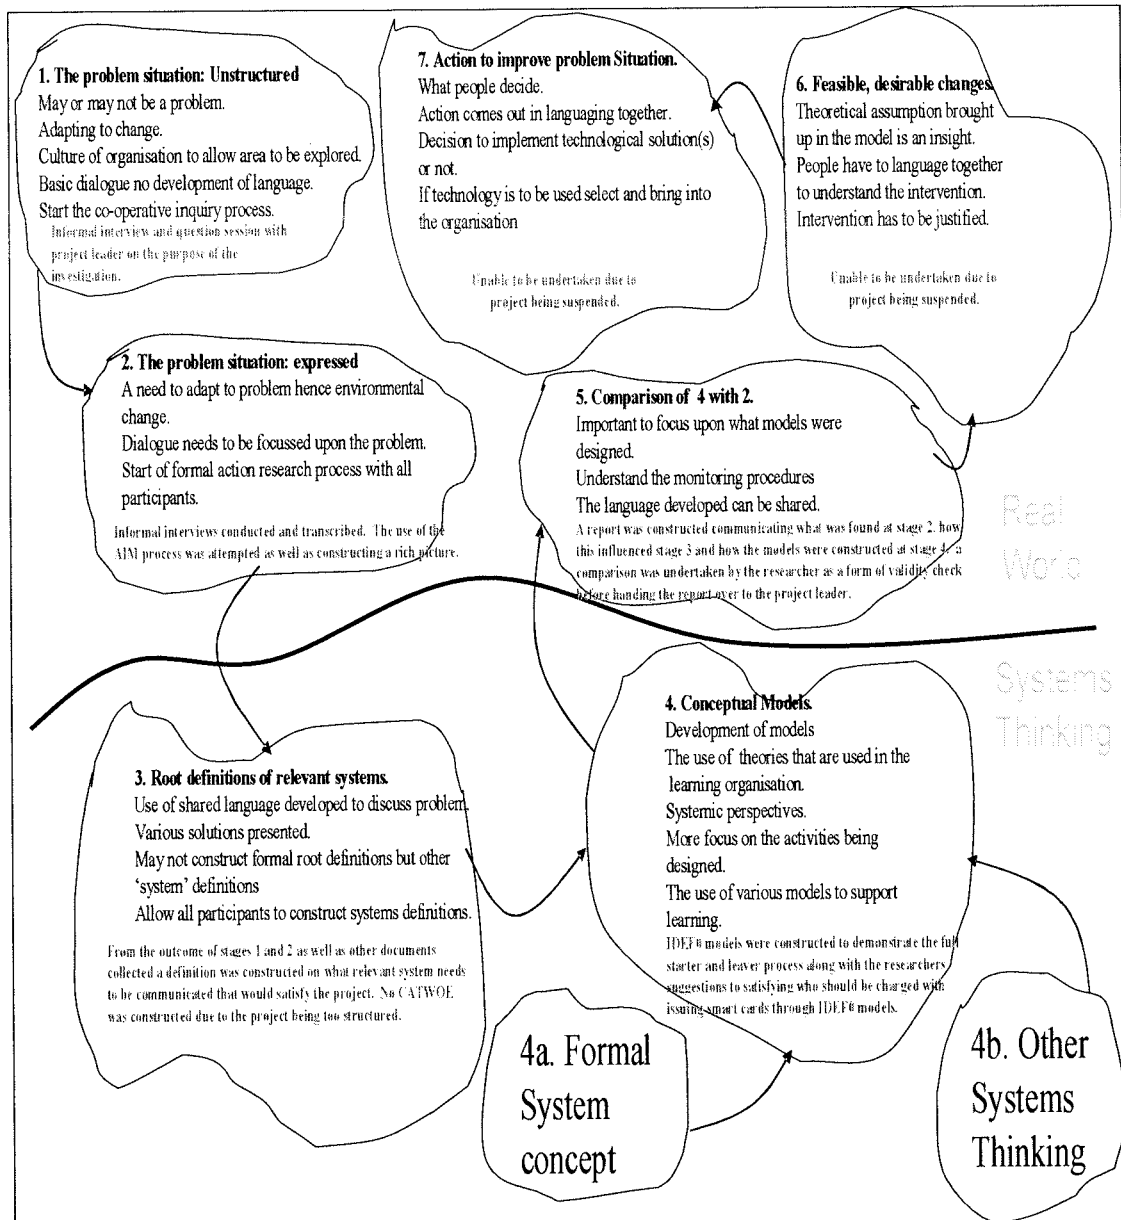 1. The problem situation: Unstructured
May or may not be a problem.
Adapting to change.
Culture of organisation to allow area to be explored.
Basic dialogue no development of language.
Start the co-operative inquiry process.
Informal interview and question session with
project leader on the purpose of the
investigation.
7. Action to improve problem Situation.
What people decide.
Action comes out in languaging together.
Decision to implement technological solution(s)
or not.
If technology is to be used select and bring into
the organisation
Unable to be undertaken due to
project being suspended.
6. Feasible, desirable changes.
Theoretical assumption brought
up in the model is an insight.
People have to language together
to understand the intervention.
Intervention has to be justified.
Unable to be undertaken due to
project being suspended.
2. The problem situation: expressed
A need to adapt to problem hence environmental
change.
Dialogue needs to be focussed upon the problem.
Start of formal action research process with all
participants.
Informal interviews conducted and transcribed. The use of the
AIM process was attempted as well as constructing a rich picture.
5. Comparison of 4 with 2.
Important to focus upon what models were
designed.
Understand the monitoring procedures
The language developed can be shared.
A report was constructed communicating what was found at stage 2, how
this influenced stage 3 and how the models were constructed at stage 4, a
comparison was undertaken by the researcher as a form of validity check
before handing the report over to the project leader.
Real
World
Systems
Thinking
3. Root definitions of relevant systems.
Use of shared language developed to discuss problem.
Various solutions presented.
May not construct formal root definitions but other
‘system’ definitions
Allow all participants to construct systems definitions.
From the outcome of stages 1 and 2 as well as other documents
collected a definition was constructed on what relevant system needs
to be communicated that would satisfy the project. No CATWOE
was constructed due to the project being too structured.
4. Conceptual Models.
Development of models
The use of theories that are used in the
learning organisation.
Systemic perspectives.
More focus on the activities being
designed.
The use of various models to support
learning.
IDEF0 models were constructed to demonstrate the full
starter and leaver process along with the researchers
suggestions to satisfying who should be charged with
issuing smart cards through IDEF0 models.
4a. Formal
System
concept
4b. Other
Systems
Thinking